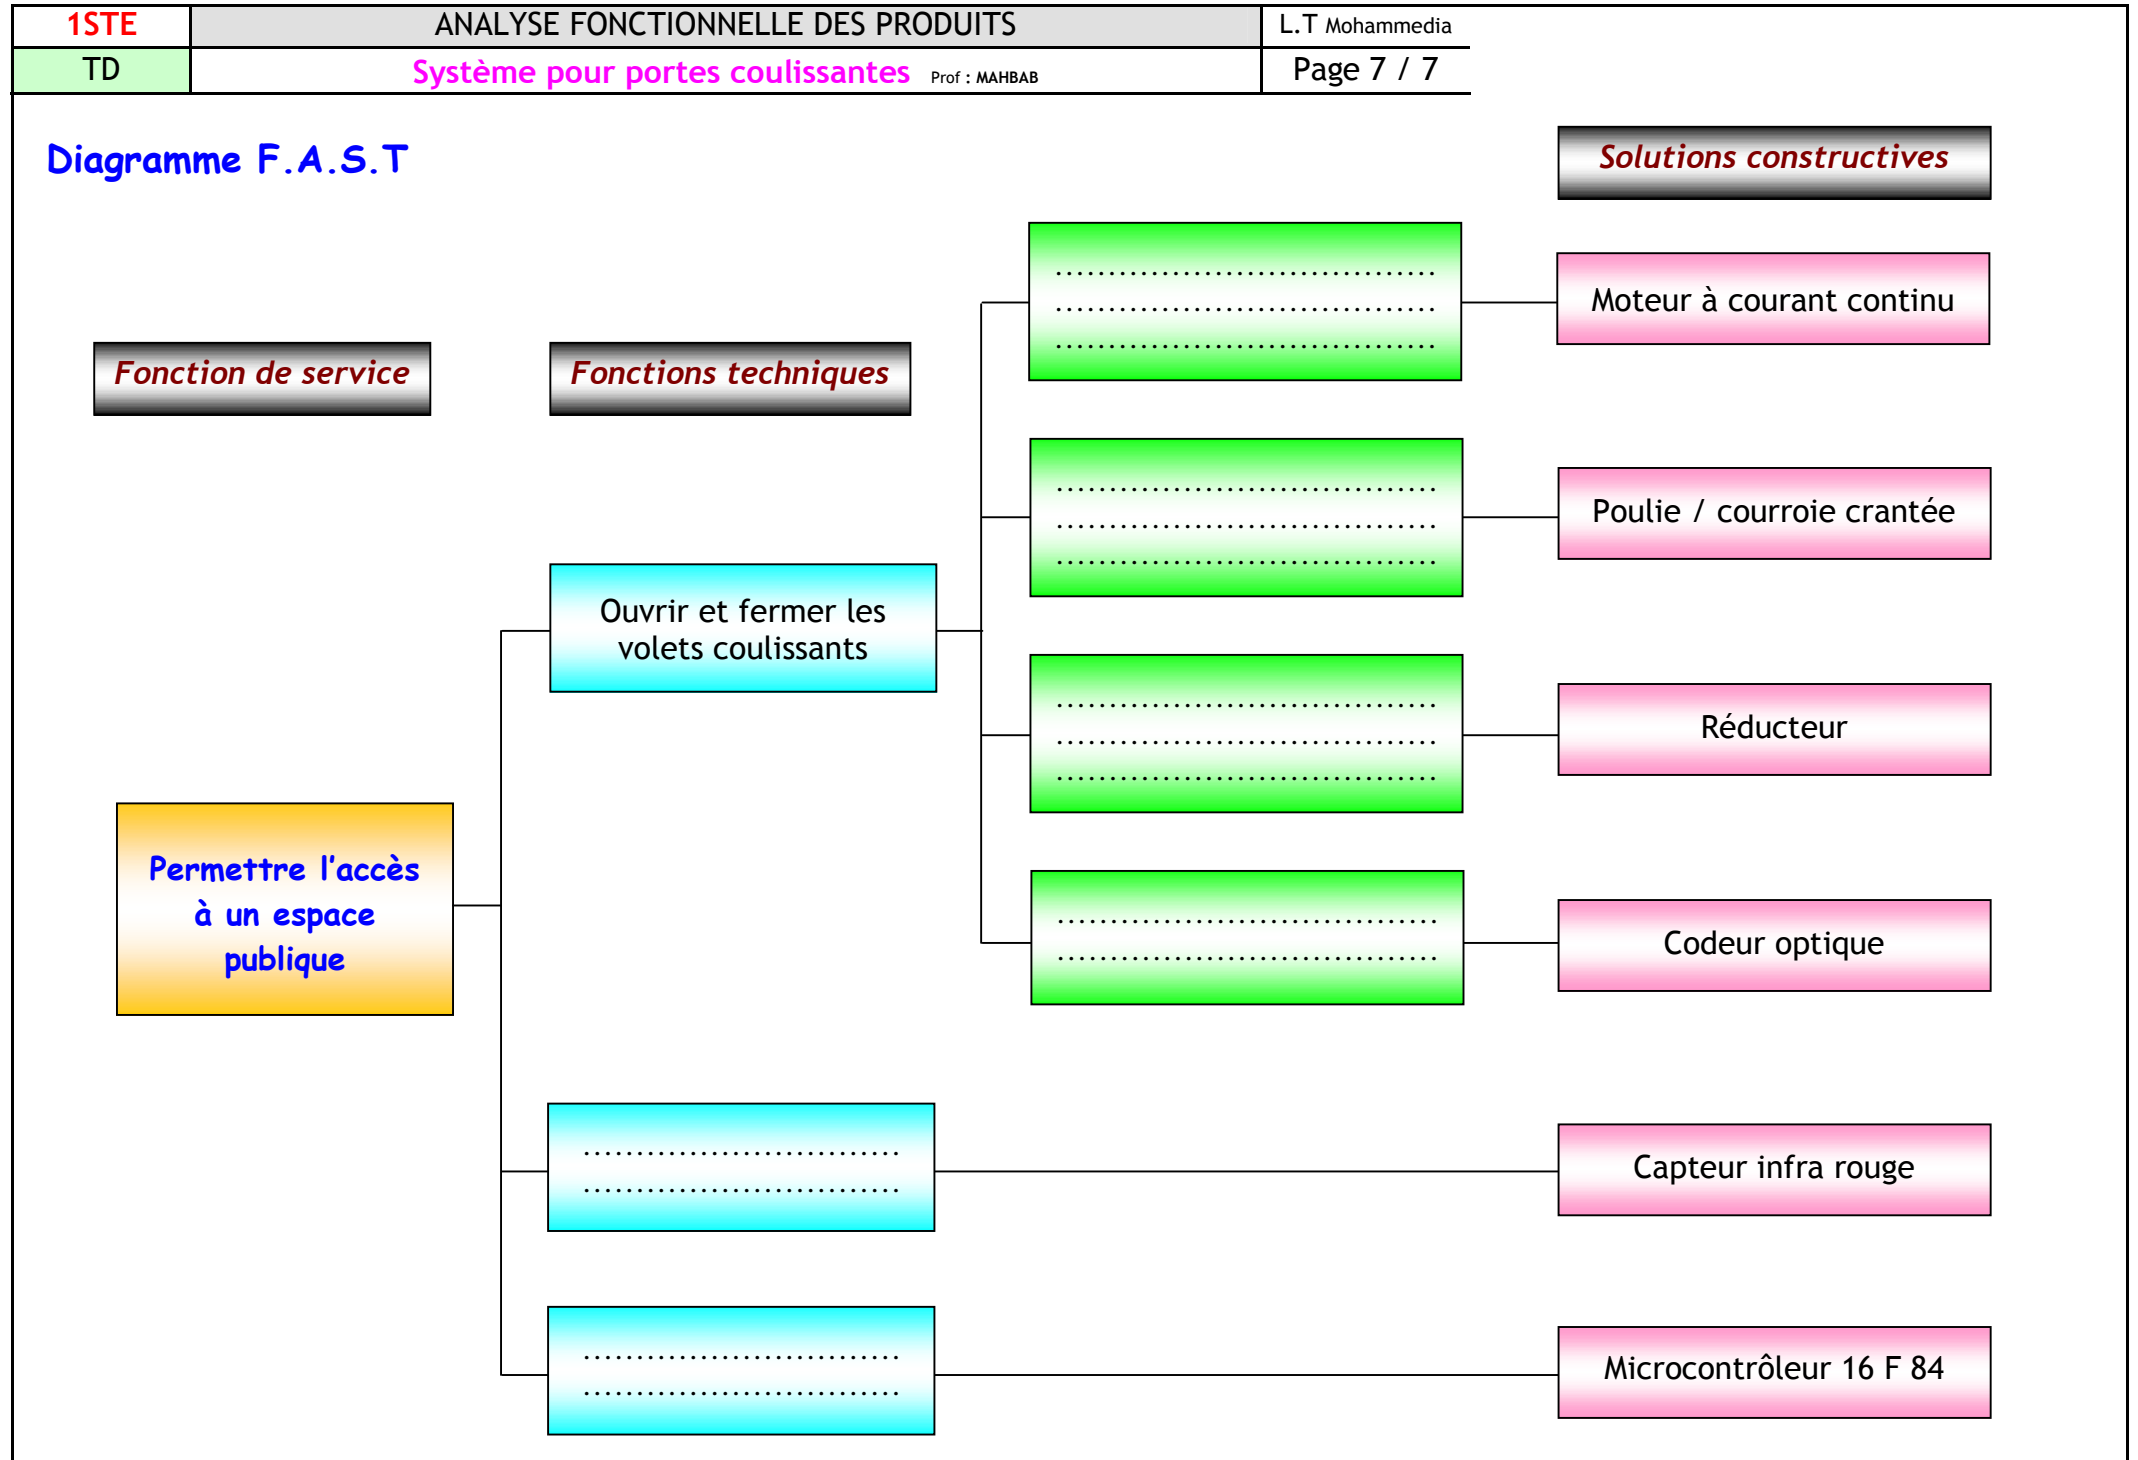 1STE
ANALYSE FONCTIONNELLE DES PRODUITS
L.T Mohammedia
TD
Système pour portes coulissantes Prof : MAHBAB
Page 7 / 7
Diagramme F.A.S.T
Solutions constructives
Fonction de service
Fonctions techniques
....................................
....................................
....................................
Moteur à courant continu
....................................
....................................
....................................
Poulie / courroie crantée
Ouvrir et fermer les
volets coulissants
....................................
....................................
....................................
Réducteur
Permettre l'accès
à un espace
publique
....................................
....................................
Codeur optique
..............................
..............................
Capteur infra rouge
..............................
..............................
Microcontrôleur 16 F 84